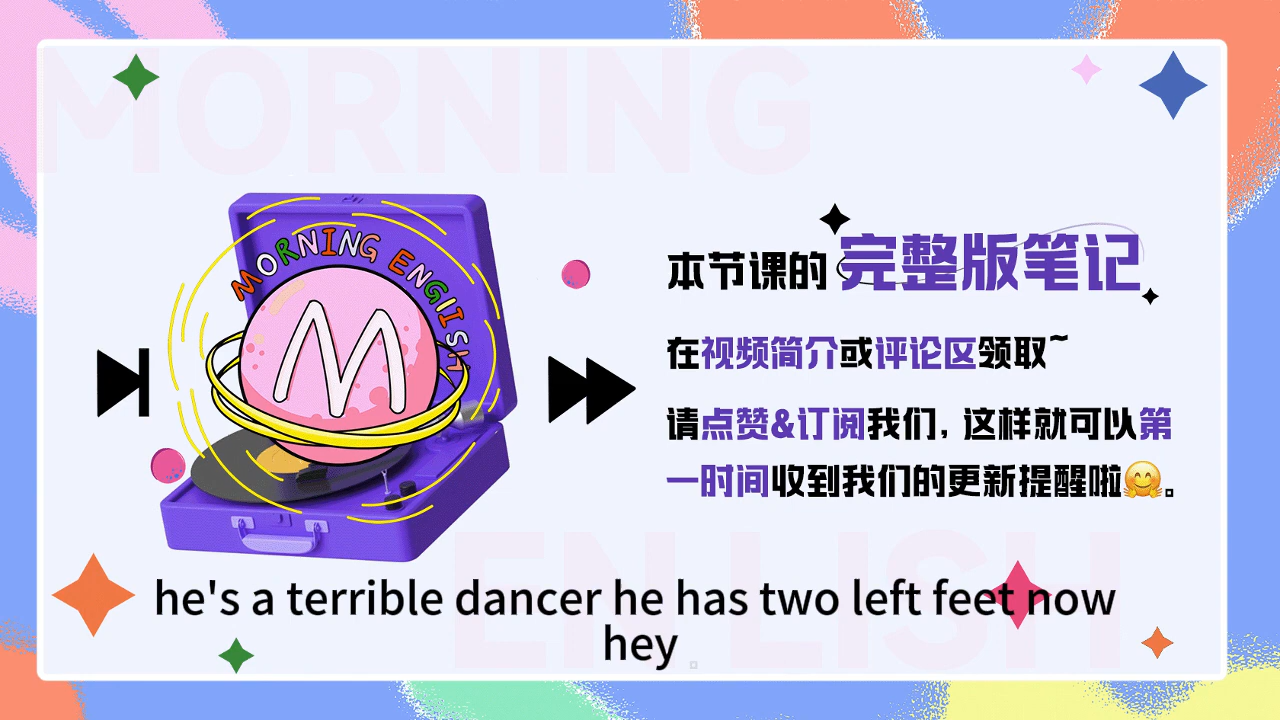 MORNING
MORNING ENGlISH
M
本节课的 完整版笔记
在视频简介或评论区领取~
请点赞&订阅我们，这样就可以第
一时间收到我们的更新提醒啦🤗。
EN LISH
he's a terrible dancer he has two left feet now
hey